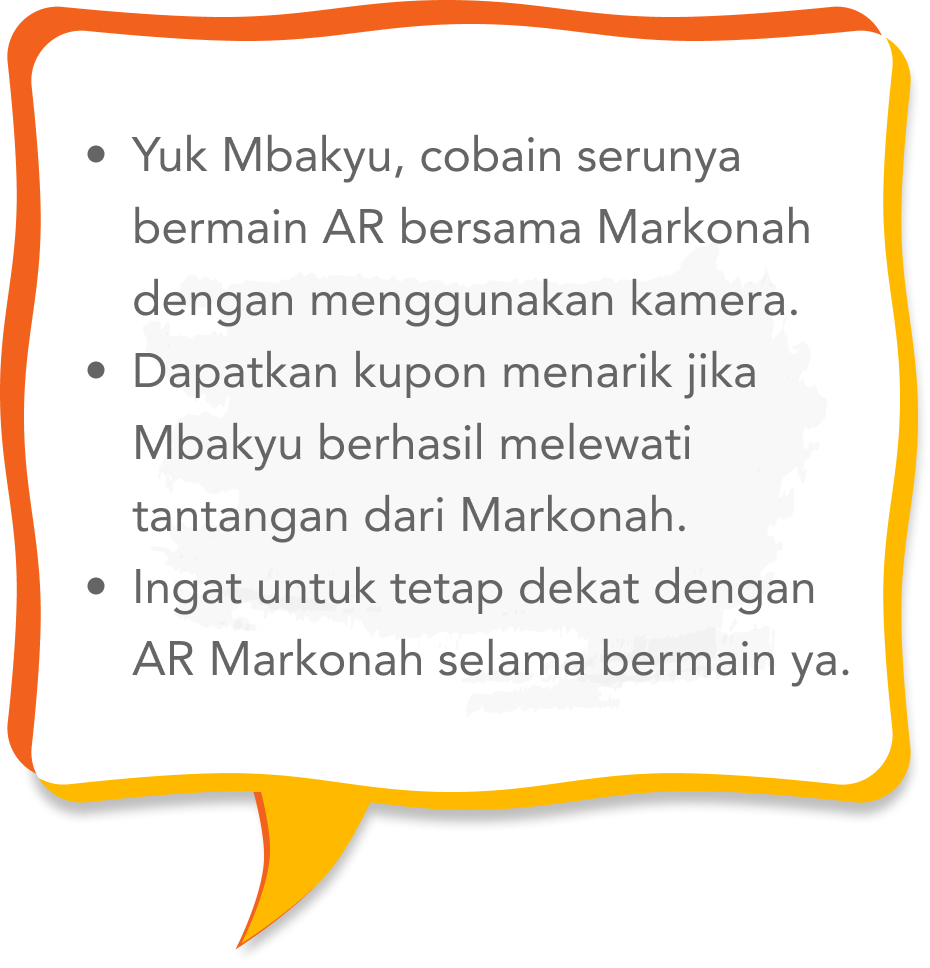 • Yuk Mbakyu, cobain serunya
bermain AR bersama Markonah
dengan menggunakan kamera.
• Dapatkan kupon menarik jika
Mbakyu berhasil melewati
tantangan dari Markonah.
• Ingat untuk tetap dekat dengan
AR Markonah selama bermain ya.